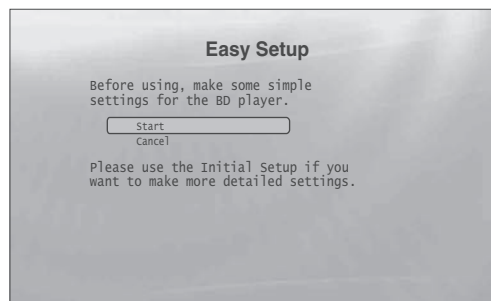 Easy Setup
Before using, make some simple
settings for the BD player.
Start
Cancel
Please use the Initial Setup if you
want to make more detailed settings.